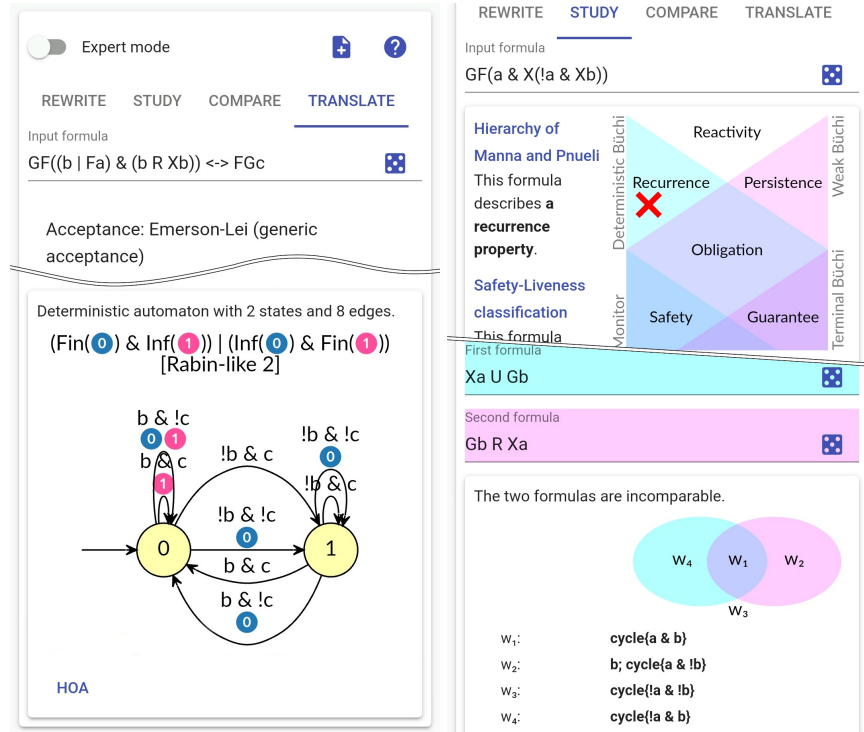 Expert mode
REWRITE STUDY COMPARE TRANSLATE
Input formula
GF((b | Fa) & (b R Xb)) <-> FGc
Acceptance: Emerson-Lei (generic
acceptance)
Deterministic automaton with 2 states and 8 edges.
(Fin(0) & Inf(1)) | (Inf(0) & Fin(1))
[Rabin-like 2]
b & !c
0 1
b & c
1
!b & c
!b & !c
0
!b & c
!b & !c
0
0
1
b & c
b & !c
0
HOA
REWRITE STUDY COMPARE TRANSLATE
Input formula
GF(a & X(!a & Xb))
Hierarchy of
Manna and Pnueli
This formula
describes a
recurrence
property.
Safety-Liveness
classification
This formula
Deterministic Büchi
Monitor
Reactivity
Recurrence
Persistence
Obligation
Safety
Guarantee
Weak Büchi
Terminal Büchi
First formula
Xa U Gb
Second formula
Gb R Xa
The two formulas are incomparable.
w₄ w₁ w₂
w₃
w₁: cycle{a & b}
w₂: b; cycle{a & !b}
w₃: cycle{!a & !b}
w₄: cycle{!a & b}